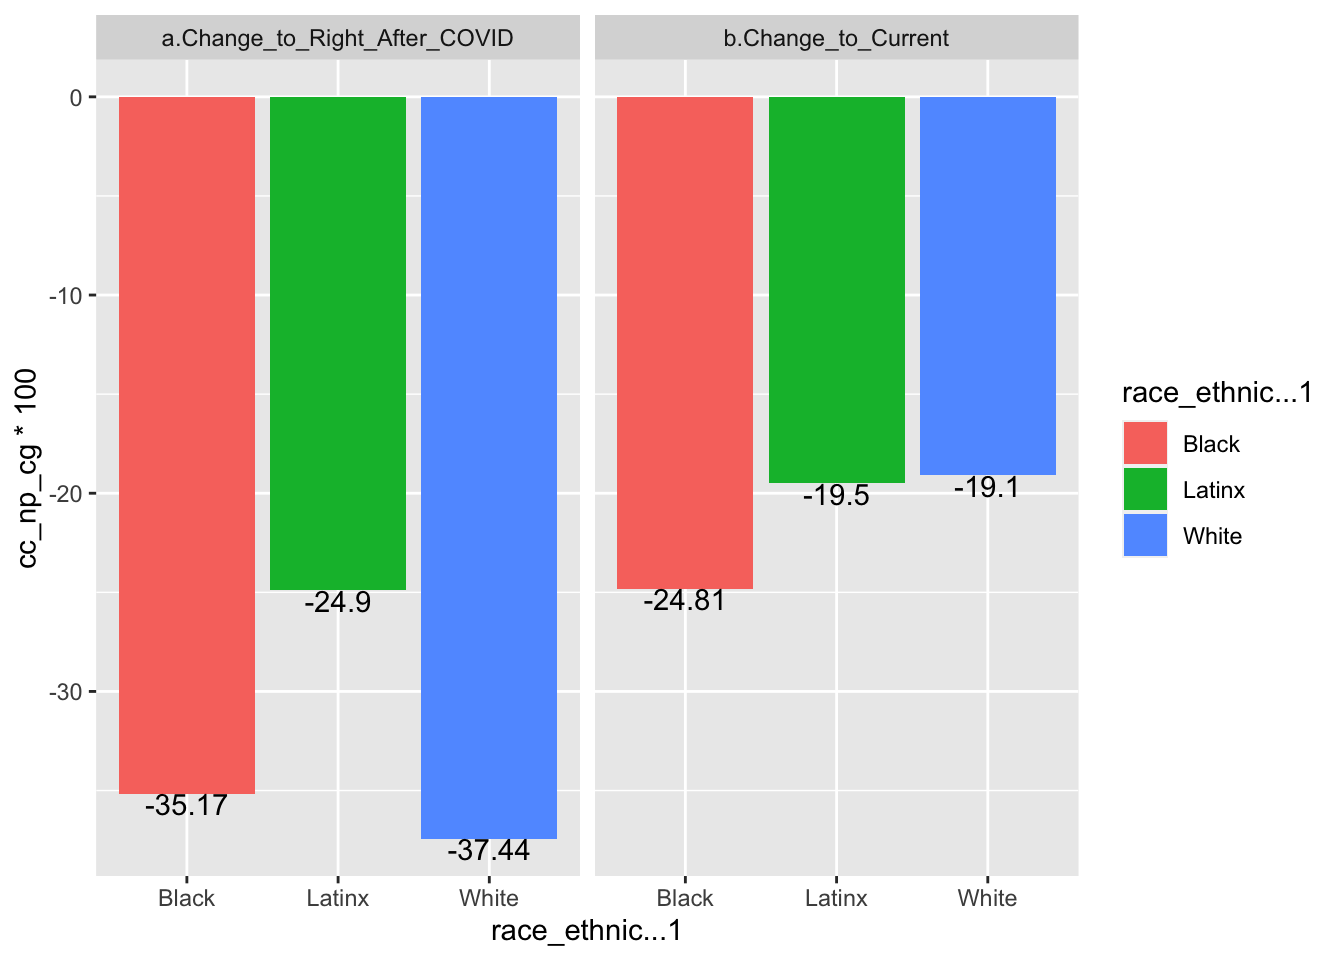 a.Change_to_Right_After_COVID
b.Change_to_Current
0
-10
-20
-30
cc_np_cg * 100
-35.17
-24.9
-37.44
-24.81
-19.5
-19.1
Black
Latinx
White
Black
Latinx
White
race_ethnic...1
race_ethnic...1
Black
Latinx
White